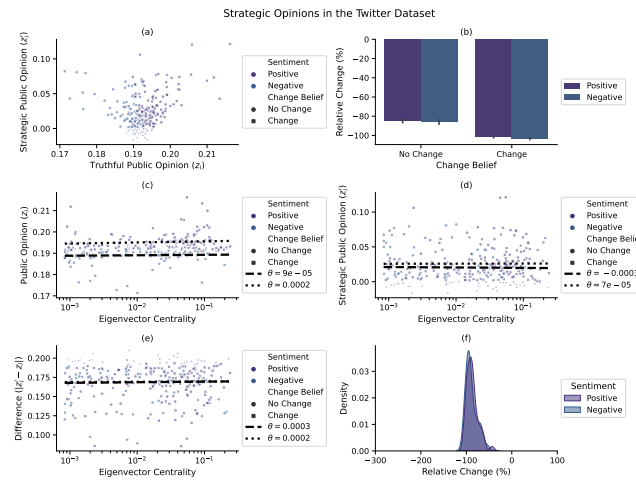 Strategic Opinions in the Twitter Dataset
(a)
Strategic Public Opinion (z′ᵢ)
0.10
0.05
0.00
0.17 0.18 0.19 0.20 0.21
Truthful Public Opinion (zᵢ)
Sentiment
Positive
Negative
Change Belief
No Change
Change
(b)
Relative Change (%)
0
−20
−40
−60
−80
−100
No Change Change
Change Belief
Positive
Negative
(c)
Public Opinion (zᵢ)
0.21
0.20
0.19
0.17
10⁻³ 10⁻² 10⁻¹
Eigenvector Centrality
Sentiment
Positive
Negative
Change Belief
No Change
Change
θ = 9e−05
θ = 0.0002
(d)
Strategic Public Opinion (z′ᵢ)
0.10
0.05
0.00
10⁻³ 10⁻² 10⁻¹
Eigenvector Centrality
Sentiment
Positive
Negative
Change Belief
No Change
Change
θ = −0.0003
θ = 7e−05
(e)
Difference (|z′ᵢ − zᵢ|)
0.200
0.175
0.150
0.125
0.100
10⁻³ 10⁻² 10⁻¹
Eigenvector Centrality
Sentiment
Positive
Negative
Change Belief
No Change
Change
θ = 0.0003
θ = 0.0002
(f)
Density
0.03
0.02
0.01
0.00
−300 −200 −100 0 100
Relative Change (%)
Sentiment
Positive
Negative